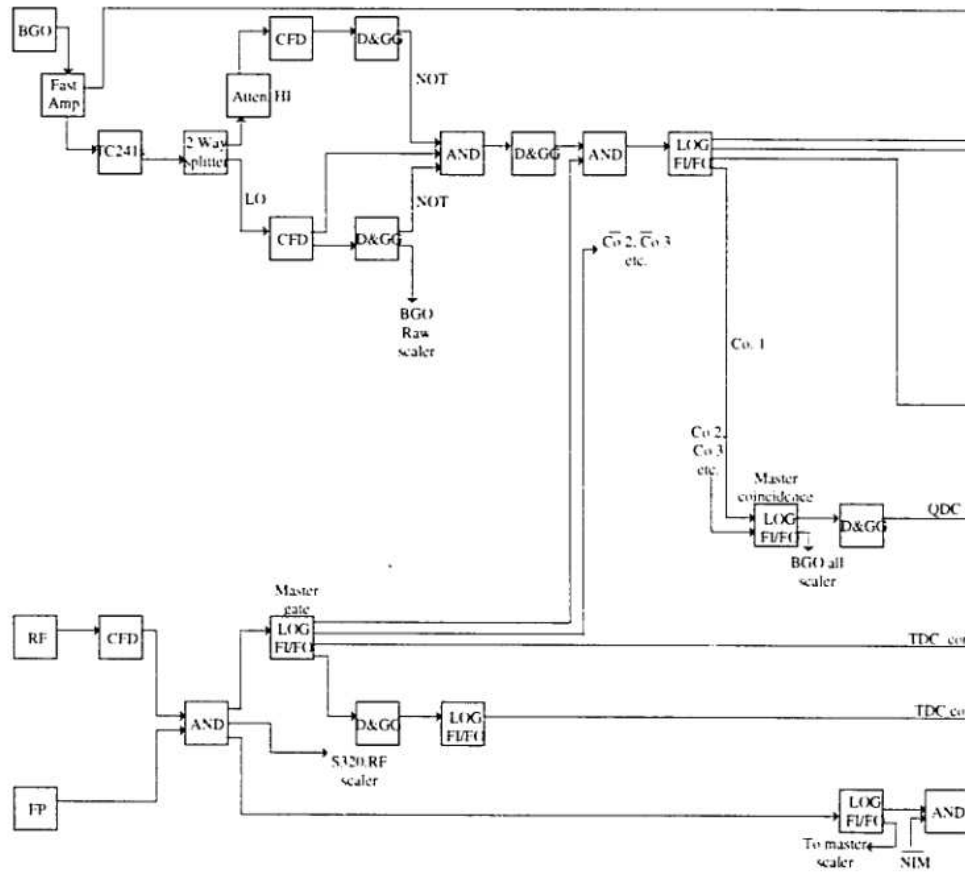 BGO
Fast
Amp
TC241
2 Way
Splitter
Atten
HI
CFD
D&GG
NOT
LO
CFD
D&GG
NOT
AND
D&GG
AND
LOG
FI/FO
BGO
Raw
scaler
Co 2, Co 3
etc.
Co. 1
Co 2,
Co 3
etc.
Master
coincidence
LOG
FI/FO
D&GG
QDC
BGO all
scaler
Master
gate
LOG
FI/FO
RF
CFD
AND
FP
D&GG
LOG
FI/FO
S320.RF
scaler
TDC
TDC
LOG
FI/FO
AND
To master
scaler
NIM